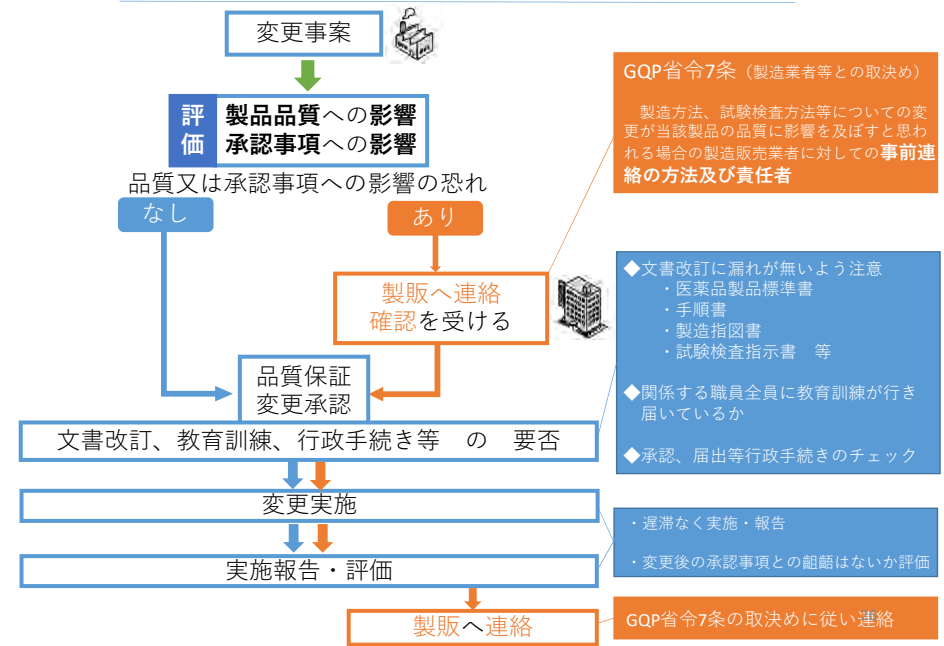 変更事案
評価
製品品質への影響
承認事項への影響
品質又は承認事項への影響の恐れ
なし
あり
製販へ連絡
確認を受ける
品質保証
変更承認
文書改訂、教育訓練、行政手続き等　の　要否
変更実施
実施報告・評価
製販へ連絡
GQP省令7条（製造業者等との取決め）
製造方法、試験検査方法等についての変
更が当該製品の品質に影響を及ぼすと思わ
れる場合の製造販売業者に対しての事前連
絡の方法及び責任者
◆文書改訂に漏れが無いよう注意
・医薬品製品標準書
・手順書
・製造指図書
・試験検査指示書　等
◆関係する職員全員に教育訓練が行き
届いているか
◆承認、届出等行政手続きのチェック
・遅滞なく実施・報告
・変更後の承認事項との齟齬はないか評価
GQP省令7条の取決めに従い連絡